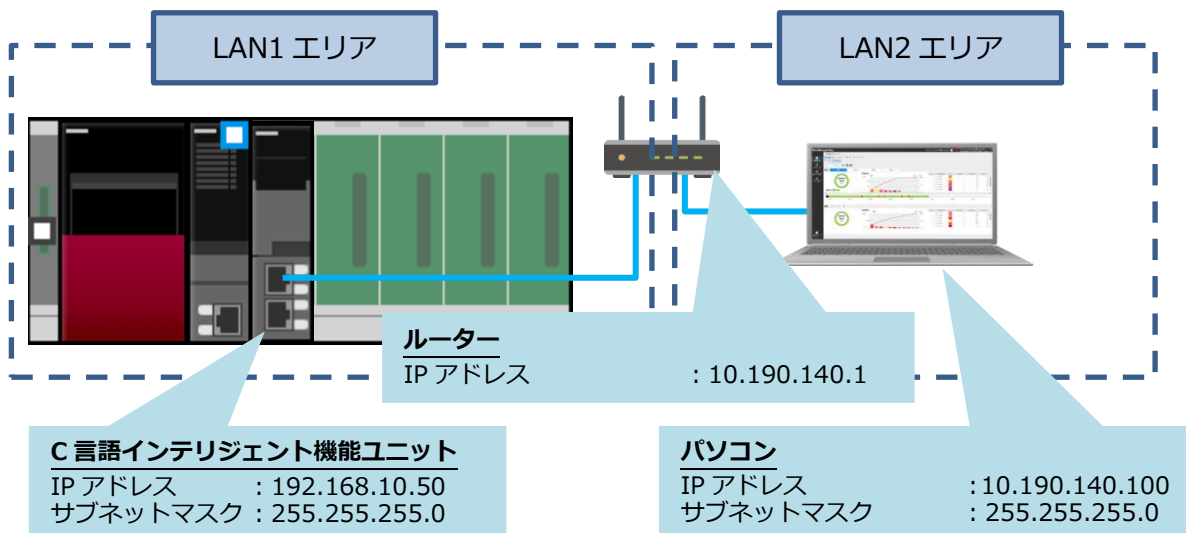 LAN1 エリア
LAN2 エリア
ルーター
IP アドレス : 10.190.140.1
C 言語インテリジェント機能ユニット
IP アドレス : 192.168.10.50
サブネットマスク : 255.255.255.0
パソコン
IP アドレス :10.190.140.100
サブネットマスク : 255.255.255.0